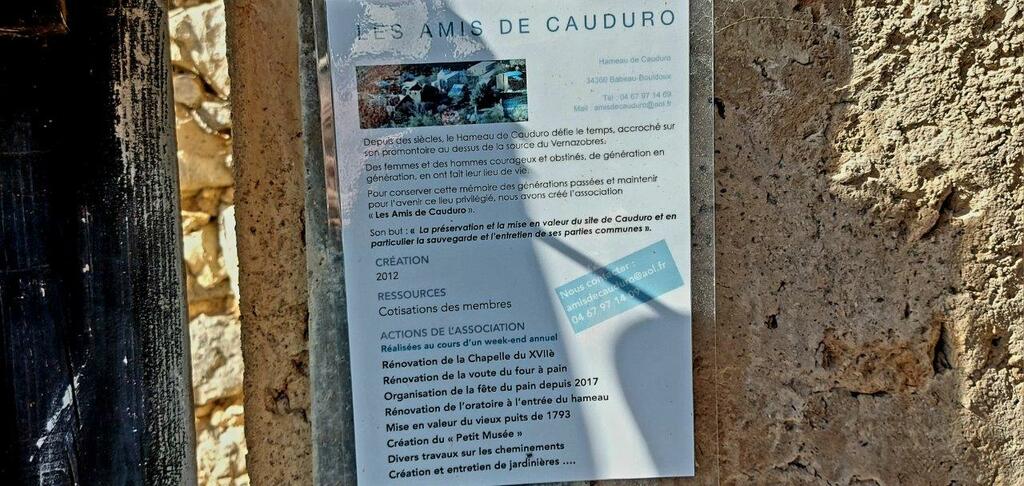 LES AMIS DE CAUDURO
Hameau de Cauduro
34360 Babeau-Bouldoux
Tél : 04 67 97 14 69
Mail : amisdecauduro@aol.fr
Depuis des siècles, le Hameau de Cauduro défie le temps, accroché sur
son promontoire au dessus de la source du Vernazobres.
Des femmes et des hommes courageux et obstinés, de génération en
génération, en ont fait leur lieu de vie.
Pour conserver cette mémoire des générations passées et maintenir
pour l'avenir ce lieu privilégié, nous avons créé l'association
« Les Amis de Cauduro ».
Son but : « La préservation et la mise en valeur du site de Cauduro et en
particulier la sauvegarde et l'entretien de ses parties communes ».
CRÉATION
2012
RESSOURCES
Cotisations des membres
Nous contacter :
amisdecauduro@aol.fr
04 67 97 14
ACTIONS DE L'ASSOCIATION
Réalisées au cours d'un week-end annuel
Rénovation de la Chapelle du XVIIè
Rénovation de la voute du four à pain
Organisation de la fête du pain depuis 2017
Rénovation de l'oratoire à l'entrée du hameau
Mise en valeur du vieux puits de 1793
Création du « Petit Musée »
Divers travaux sur les cheminements
Création et entretien de jardinières ....